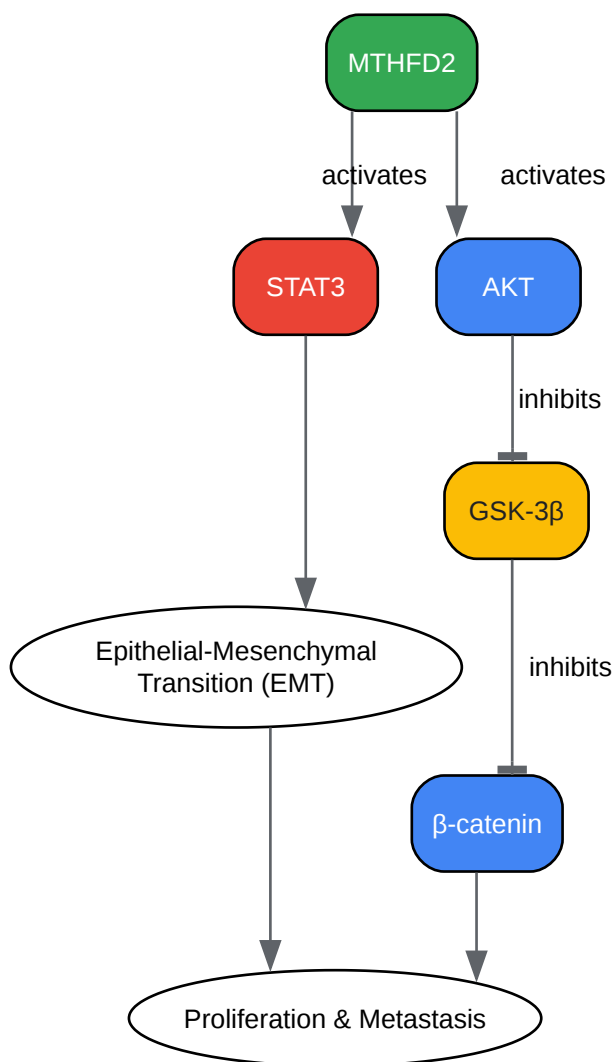 MTHFD2
activates
activates
STAT3
AKT
inhibits
GSK-3β
Epithelial-Mesenchymal
Transition (EMT)
inhibits
β-catenin
Proliferation & Metastasis